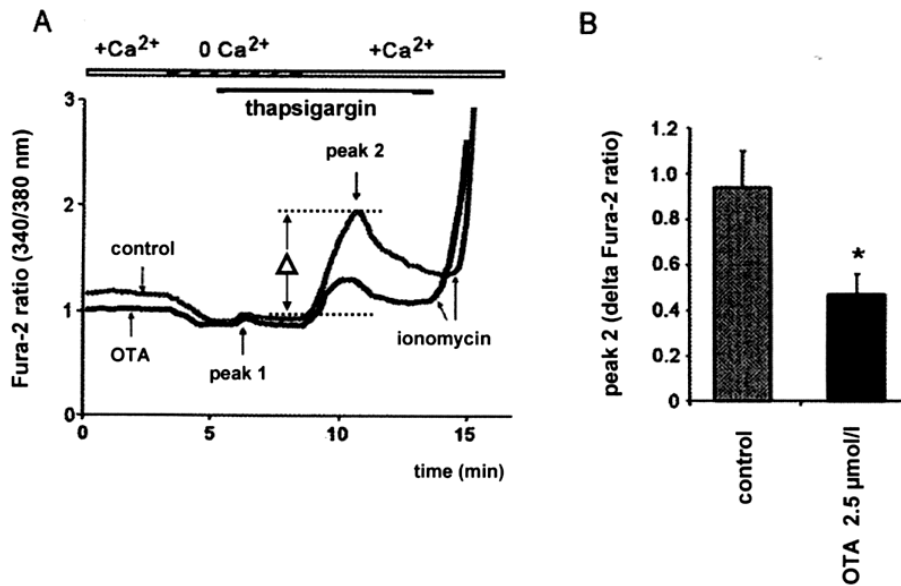 A
+Ca²⁺ 0 Ca²⁺ +Ca²⁺
thapsigargin
3
2
1
1
0 5 10 15
Fura-2 ratio (340/380 nm)
time (min)
control
OTA
peak 1
peak 2
Δ
ionomycin
B
1.2
1.0
0.8
0.6
0.4
0.2
0
peak 2 (delta Fura-2 ratio)
*
control
OTA 2.5 µmol/l